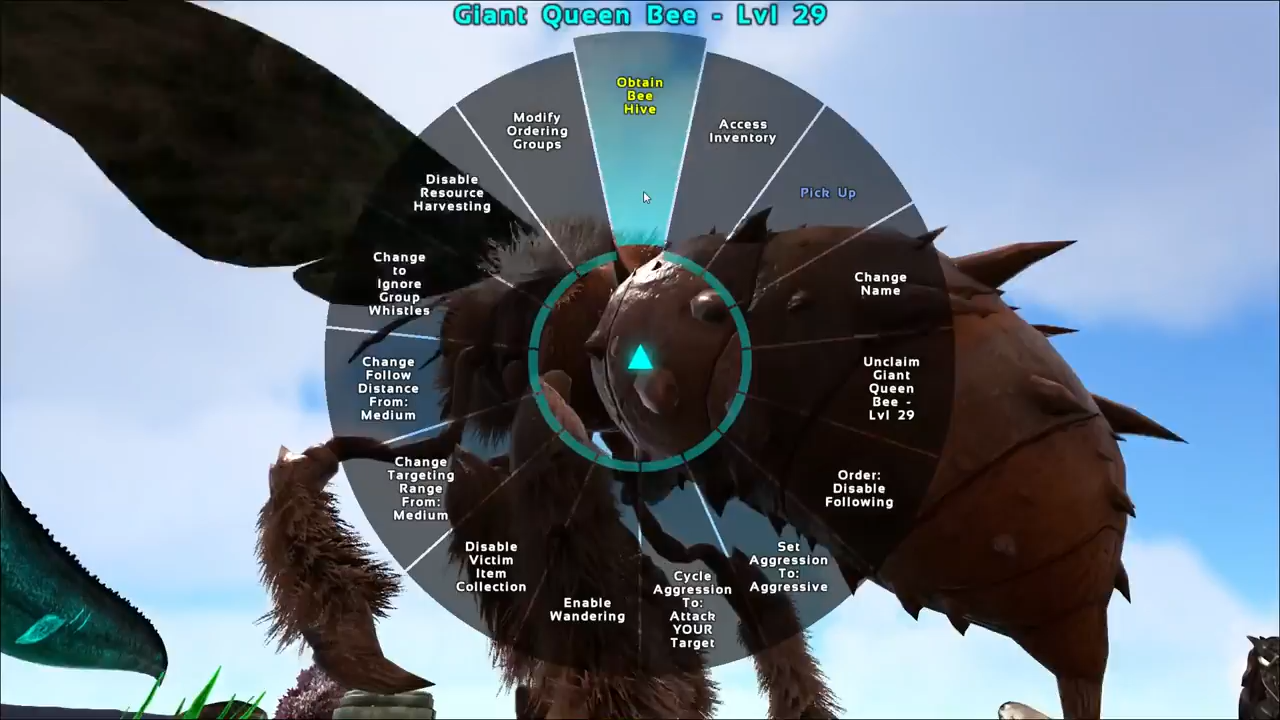 Giant Queen Bee - Lvl 29
Obtain
Bee
Hive
Access
Inventory
Pick Up
Change
Name
Unclaim
Giant
Queen
Bee -
Lvl 29
Order:
Disable
Following
Set
Aggression
To:
Aggressive
Cycle
Aggression
To:
Attack
YOUR
Target
Enable
Wandering
Disable
Victim
Item
Collection
Change
Targeting
Range
From:
Medium
Change
Follow
Distance
From:
Medium
Change
to
Ignore
Group
Whistles
Disable
Resource
Harvesting
Modify
Ordering
Groups